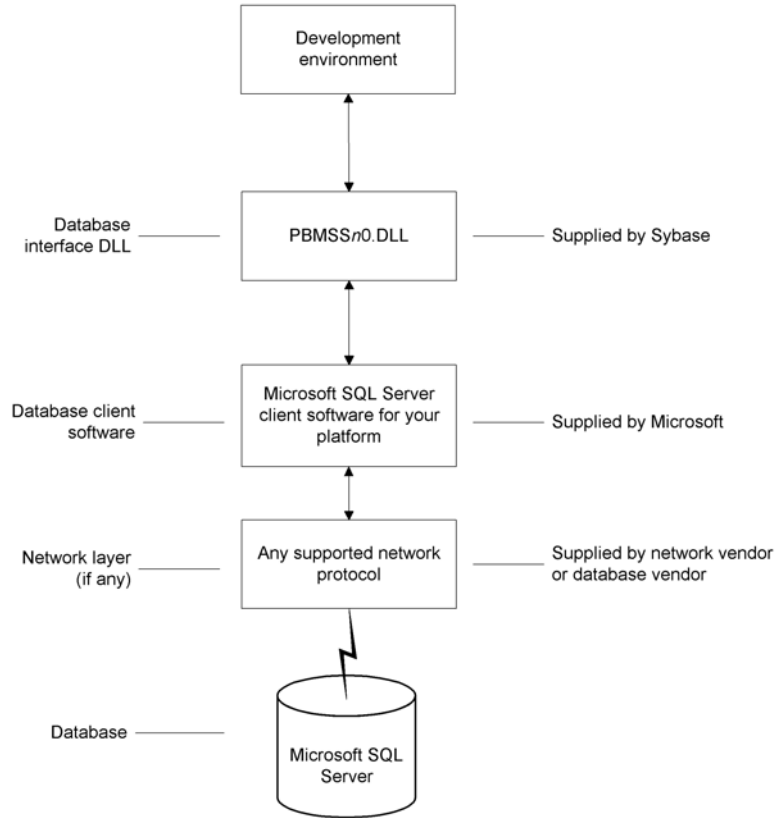 Development
environment
Database
interface DLL
PBMSSn0.DLL
Supplied by Sybase
Database client
software
Microsoft SQL Server
client software for your
platform
Supplied by Microsoft
Network layer
(if any)
Any supported network
protocol
Supplied by network vendor
or database vendor
Database
Microsoft SQL
Server